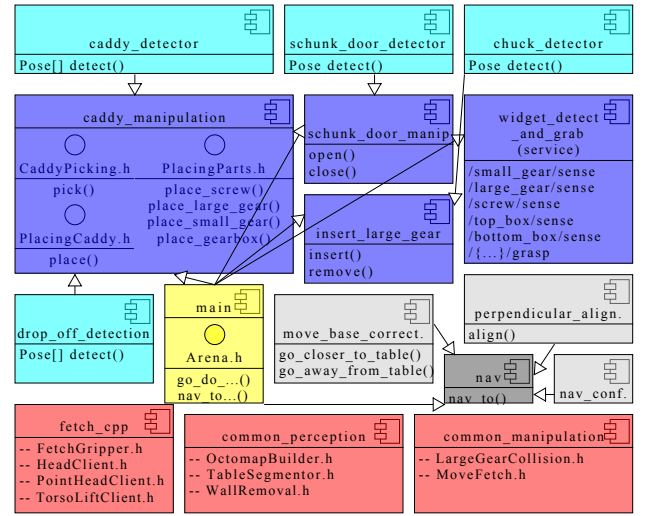 caddy_detector
Pose[] detect()
schunk_door_detector
Pose detect()
chuck_detector
Pose detect()
caddy_manipulation
CaddyPicking.h
pick()
PlacingCaddy.h
place()
PlacingParts.h
place_screw()
place_large_gear()
place_small_gear()
place_gearbox()
schunk_door_manip
open()
close()
widget_detect
_and_grab
(service)
/small_gear/sense
/large_gear/sense
/screw/sense
/top_box/sense
/bottom_box/sense
/{...}/grasp
insert_large_gear
insert()
remove()
drop_off_detection
Pose[] detect()
main
Arena.h
go_do_...()
nav_to...()
move_base_correct.
go_closer_to_table()
go_away_from_table()
perpendicular_align.
align()
nav
nav_to()
nav_conf.
fetch_cpp
-- FetchGripper.h
-- HeadClient.h
-- PointHeadClient.h
-- TorsoLiftClient.h
common_perception
-- OctomapBuilder.h
-- TableSegmentor.h
-- WallRemoval.h
common_manipulation
-- LargeGearCollision.h
-- MoveFetch.h